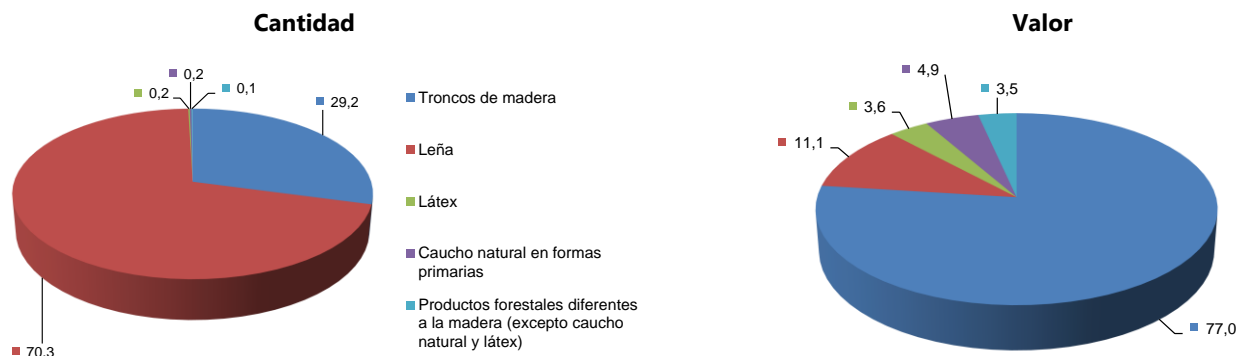 Cantidad
0,2
0,2
0,1
29,2
70,3
Troncos de madera
Leña
Látex
Caucho natural en formas
primarias
Productos forestales diferentes
a la madera (excepto caucho
natural y látex)
Valor
4,9
3,5
3,6
11,1
77,0